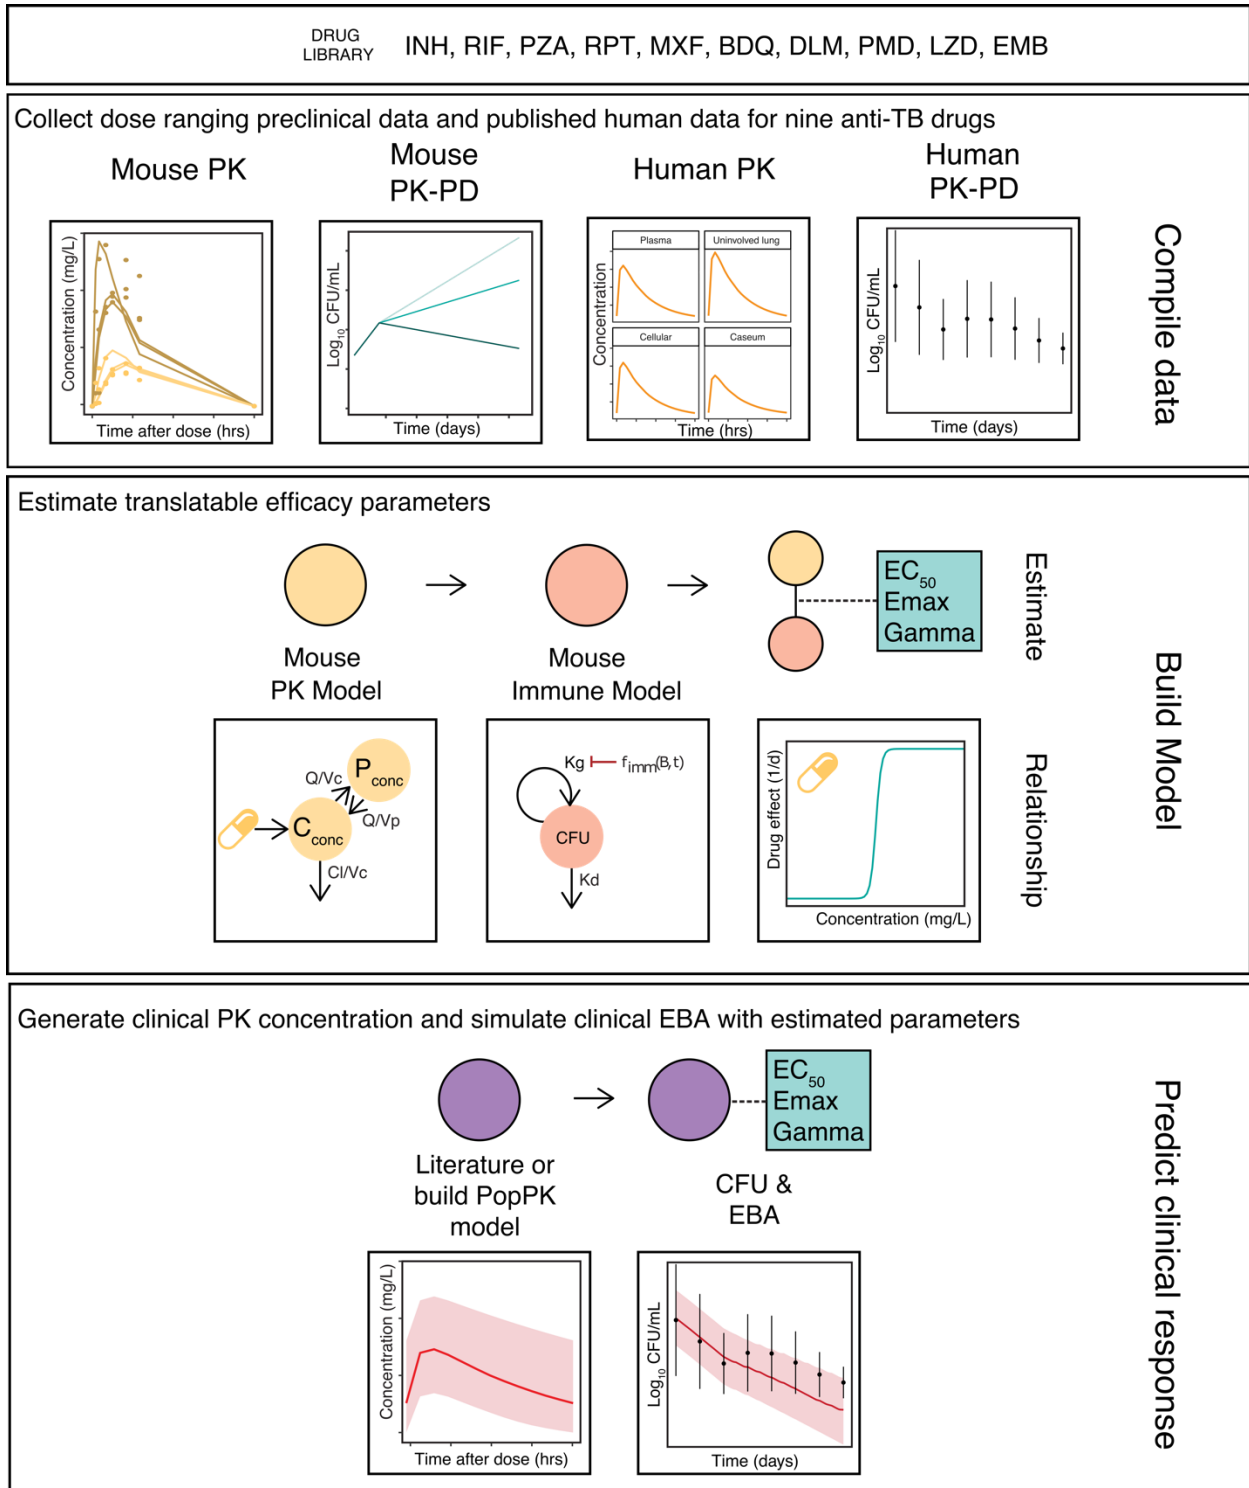 DRUG
LIBRARY
INH, RIF, PZA, RPT, MXF, BDQ, DLM, PMD, LZD, EMB
Collect dose ranging preclinical data and published human data for nine anti-TB drugs
Mouse PK
Mouse
PK-PD
Human PK
Human
PK-PD
Concentration (mg/L)
Time after dose (hrs)
Log10 CFU/mL
Time (days)
Concentration
Plasma
Uninvolved lung
Cellular
Caseum
Time (hrs)
Log10 CFU/mL
Time (days)
Compile data
Estimate translatable efficacy parameters
EC50
Emax
Gamma
Estimate
Mouse
PK Model
Mouse
Immune Model
Build Model
Pconc
Q/Vc
Q/Vp
Cconc
Cl/Vc
Kg
fimm(B,t)
CFU
Kd
Drug effect (1/d)
Concentration (mg/L)
Relationship
Generate clinical PK concentration and simulate clinical EBA with estimated parameters
EC50
Emax
Gamma
Literature or
build PopPK
model
CFU &
EBA
Concentration (mg/L)
Time after dose (hrs)
Log10 CFU/mL
Time (days)
Predict clinical response